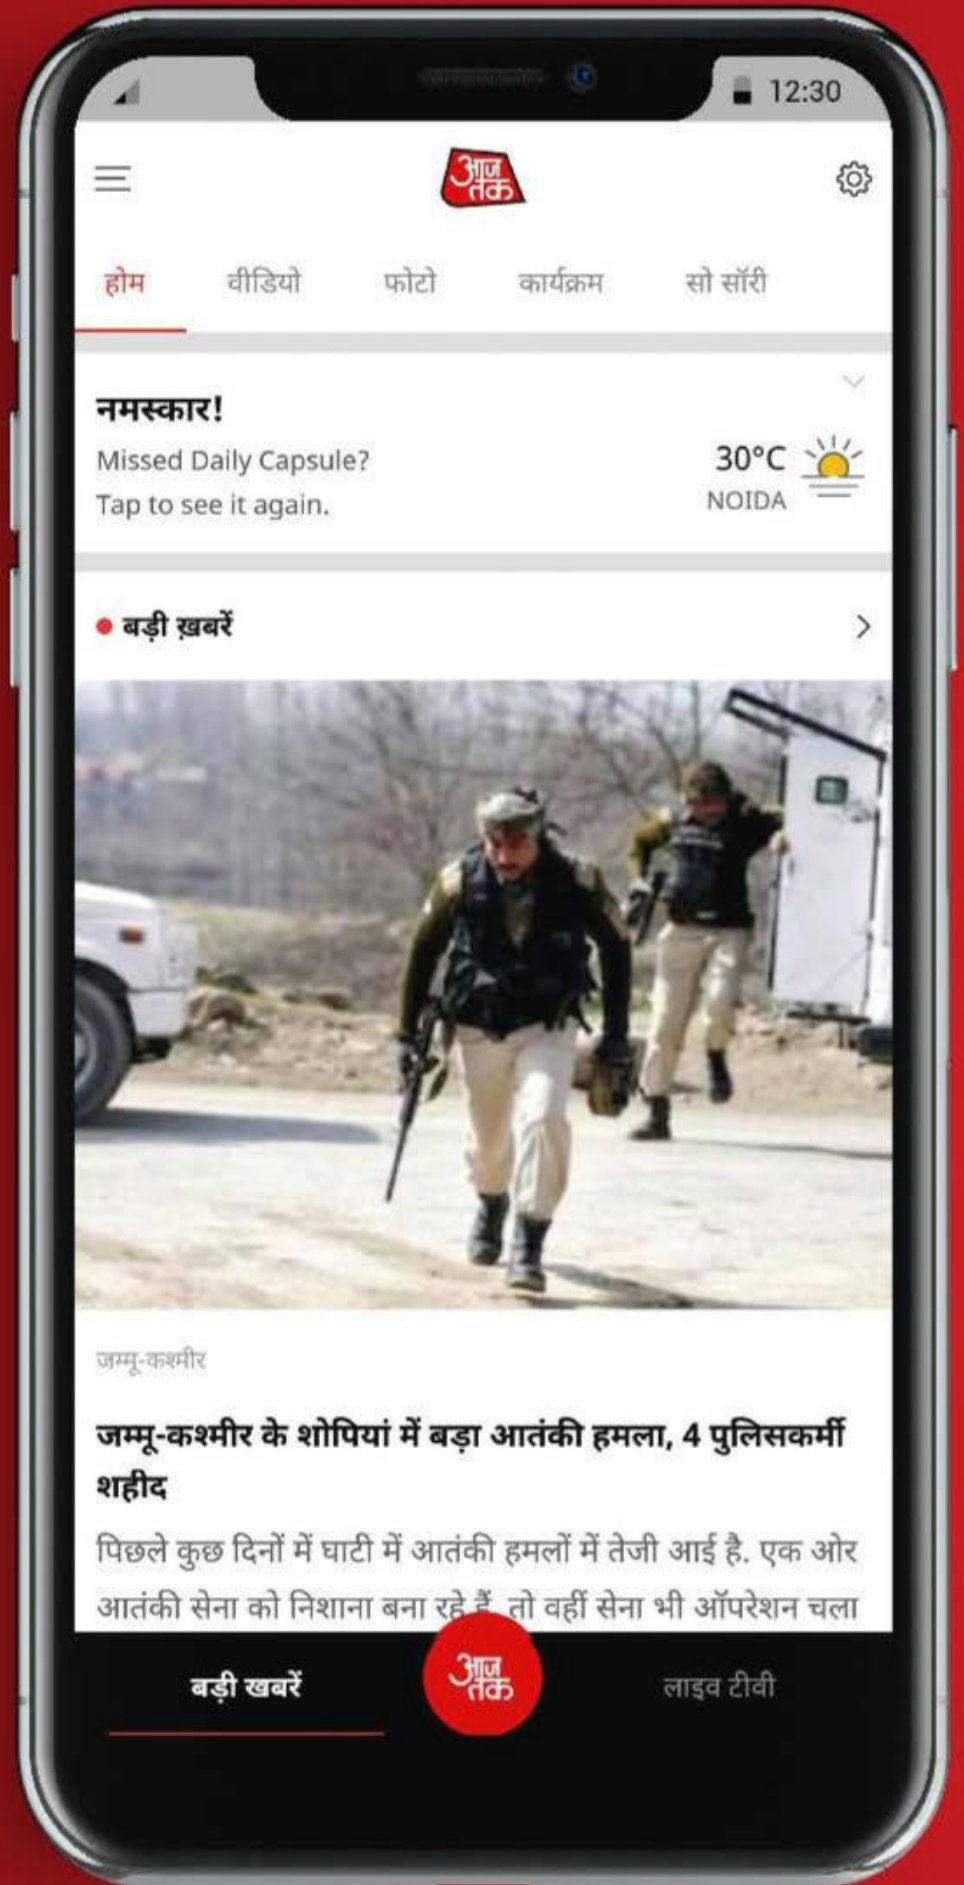 12:30
आज
तक
होम वीडियो फोटो कार्यक्रम सो सॉरी
नमस्कार!
Missed Daily Capsule?
Tap to see it again.
30°C
NOIDA
बड़ी ख़बरें
जम्मू-कश्मीर
जम्मू-कश्मीर के शोपियां में बड़ा आतंकी हमला, 4 पुलिसकर्मी
शहीद
पिछले कुछ दिनों में घाटी में आतंकी हमलों में तेजी आई है. एक ओर
आतंकी सेना को निशाना बना रहे हैं, तो वहीं सेना भी ऑपरेशन चला
बड़ी खबरें
आज
तक
लाइव टीवी